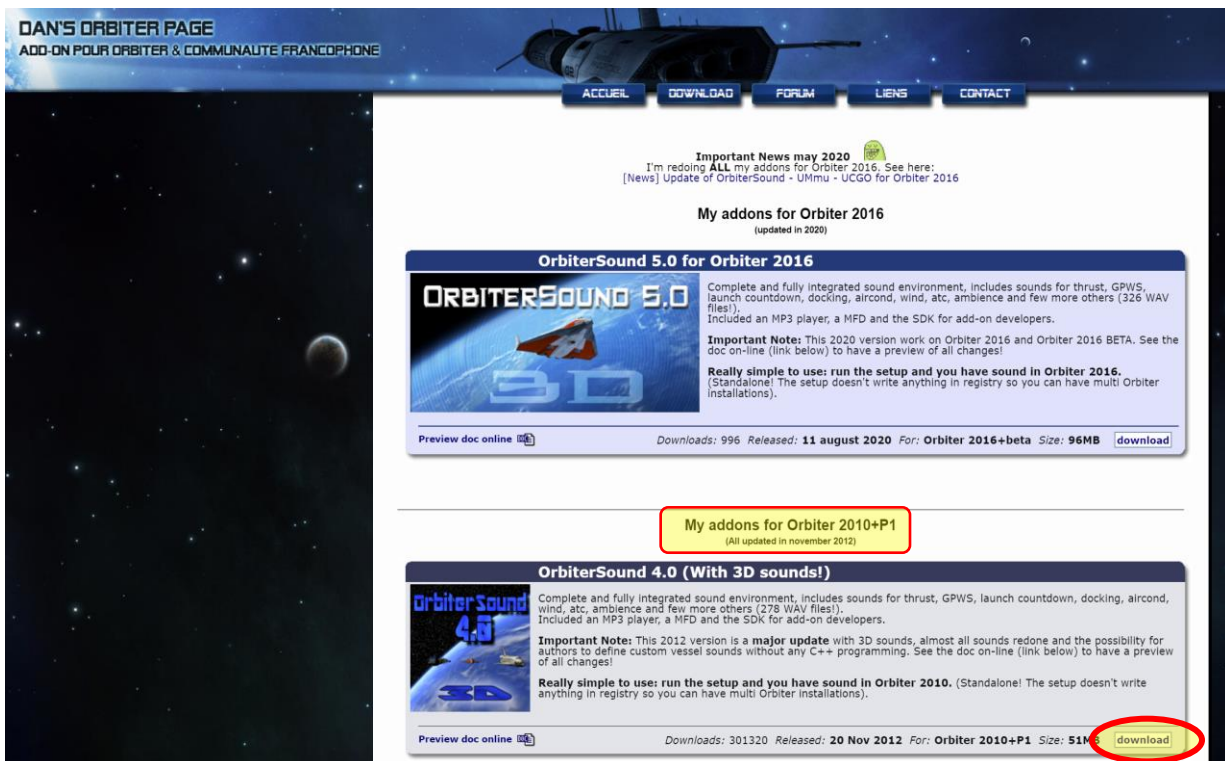 DAN'S ORBITER PAGE
ADD-ON POUR ORBITER & COMMUNAUTE FRANCOPHONE
ACCUEIL DOWNLOAD FORUM LIENS CONTACT
Important News may 2020
I'm redoing ALL my addons for Orbiter 2016. See here:
[News] Update of OrbiterSound - UMmu - UCGO for Orbiter 2016
My addons for Orbiter 2016
(updated in 2020)
OrbiterSound 5.0 for Orbiter 2016
ORBITERSOUND 5.0
3D
Complete and fully integrated sound environment, includes sounds for thrust, GPWS,
launch countdown, docking, aircond, wind, atc, ambience and few more others (326 WAV
files!).
Included an MP3 player, a MFD and the SDK for add-on developers.
Important Note: This 2020 version work on Orbiter 2016 and Orbiter 2016 BETA. See the
doc on-line (link below) to have a preview of all changes!
Really simple to use: run the setup and you have sound in Orbiter 2016.
(Standalone! The setup doesn't write anything in registry so you can have multi Orbiter
installations).
Preview doc online Downloads: 996 Released: 11 august 2020 For: Orbiter 2016+beta Size: 96MB download
My addons for Orbiter 2010+P1
(All updated in november 2012)
OrbiterSound 4.0 (With 3D sounds!)
Orbiter Sound
4.0
3D
Complete and fully integrated sound environment, includes sounds for thrust, GPWS, launch countdown, docking, aircond,
wind, atc, ambience and few more others (278 WAV files!).
Included an MP3 player, a MFD and the SDK for add-on developers.
Important Note: This 2012 version is a major update with 3D sounds, almost all sounds redone and the possibility for
authors to define custom vessel sounds without any C++ programming. See the doc on-line (link below) to have a preview
of all changes!
Really simple to use: run the setup and you have sound in Orbiter 2010. (Standalone! The setup doesn't write
anything in registry so you can have multi Orbiter installations).
Preview doc online Downloads: 301320 Released: 20 Nov 2012 For: Orbiter 2010+P1 Size: 51MB download